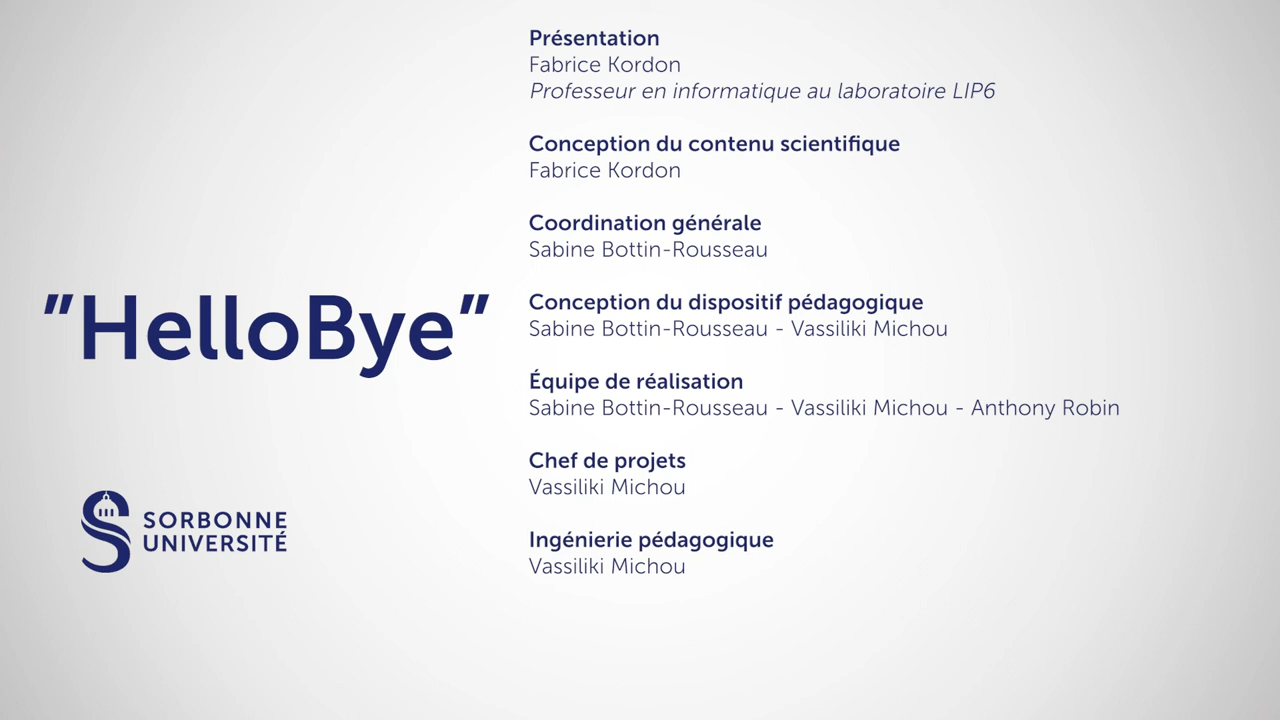 "HelloBye"
SORBONNE
UNIVERSITÉ
Présentation
Fabrice Kordon
Professeur en informatique au laboratoire LIP6
Conception du contenu scientifique
Fabrice Kordon
Coordination générale
Sabine Bottin-Rousseau
Conception du dispositif pédagogique
Sabine Bottin-Rousseau - Vassiliki Michou
Équipe de réalisation
Sabine Bottin-Rousseau - Vassiliki Michou - Anthony Robin
Chef de projets
Vassiliki Michou
Ingénierie pédagogique
Vassiliki Michou